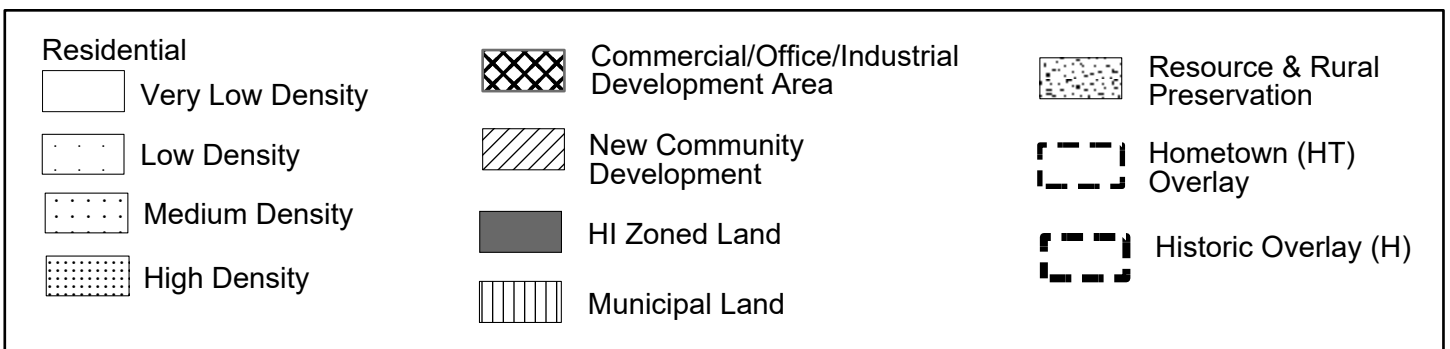 Residential
Very Low Density
Low Density
Medium Density
High Density
Commercial/Office/Industrial
Development Area
New Community
Development
HI Zoned Land
Municipal Land
Resource & Rural
Preservation
Hometown (HT)
Overlay
Historic Overlay (H)